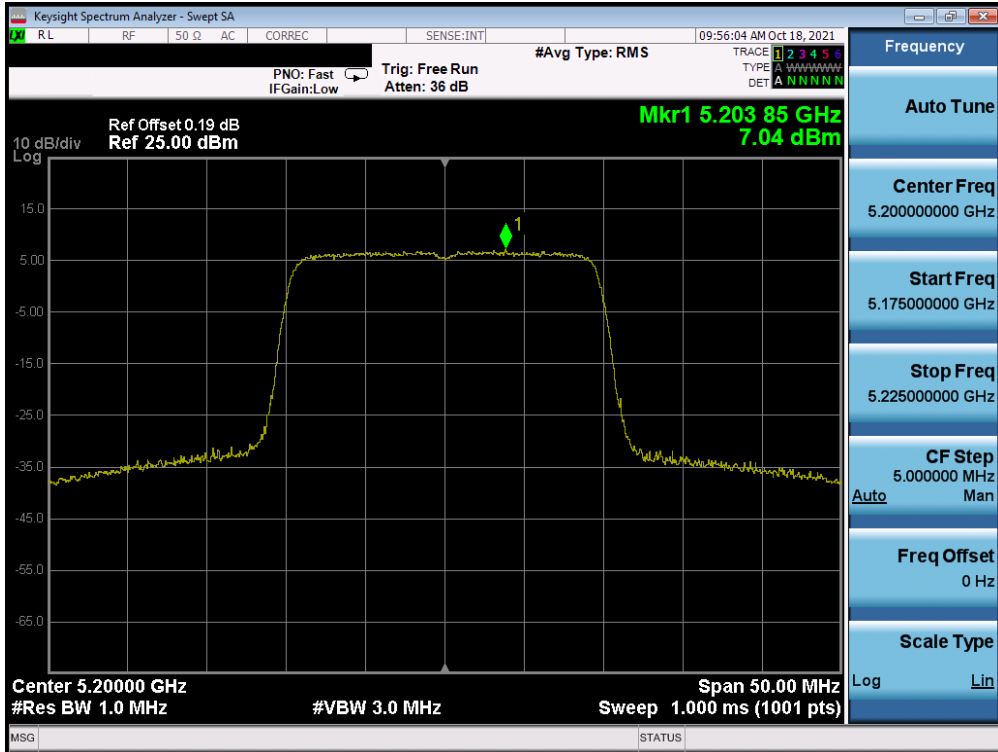 Keysight Spectrum Analyzer - Swept SA
LXI RL RF 50 Ω AC CORREC SENSE:INT 09:56:04 AM Oct 18, 2021
#Avg Type: RMS
TRACE 1 2 3 4 5 6
TYPE A WWWWW
DET A N N N N N
PNO: Fast
IFGain:Low
Trig: Free Run
Atten: 36 dB
Frequency
Auto Tune
Center Freq
5.200000000 GHz
Start Freq
5.175000000 GHz
Stop Freq
5.225000000 GHz
CF Step
5.000000 MHz
Auto Man
Freq Offset
0 Hz
Scale Type
Log Lin
Mkr1 5.203 85 GHz
7.04 dBm
Ref Offset 0.19 dB
10 dB/div Ref 25.00 dBm
Log
1
15.0
5.00
-5.00
-15.0
-25.0
-35.0
-45.0
-55.0
-65.0
Center 5.20000 GHz Span 50.00 MHz
#Res BW 1.0 MHz #VBW 3.0 MHz Sweep 1.000 ms (1001 pts)
MSG STATUS